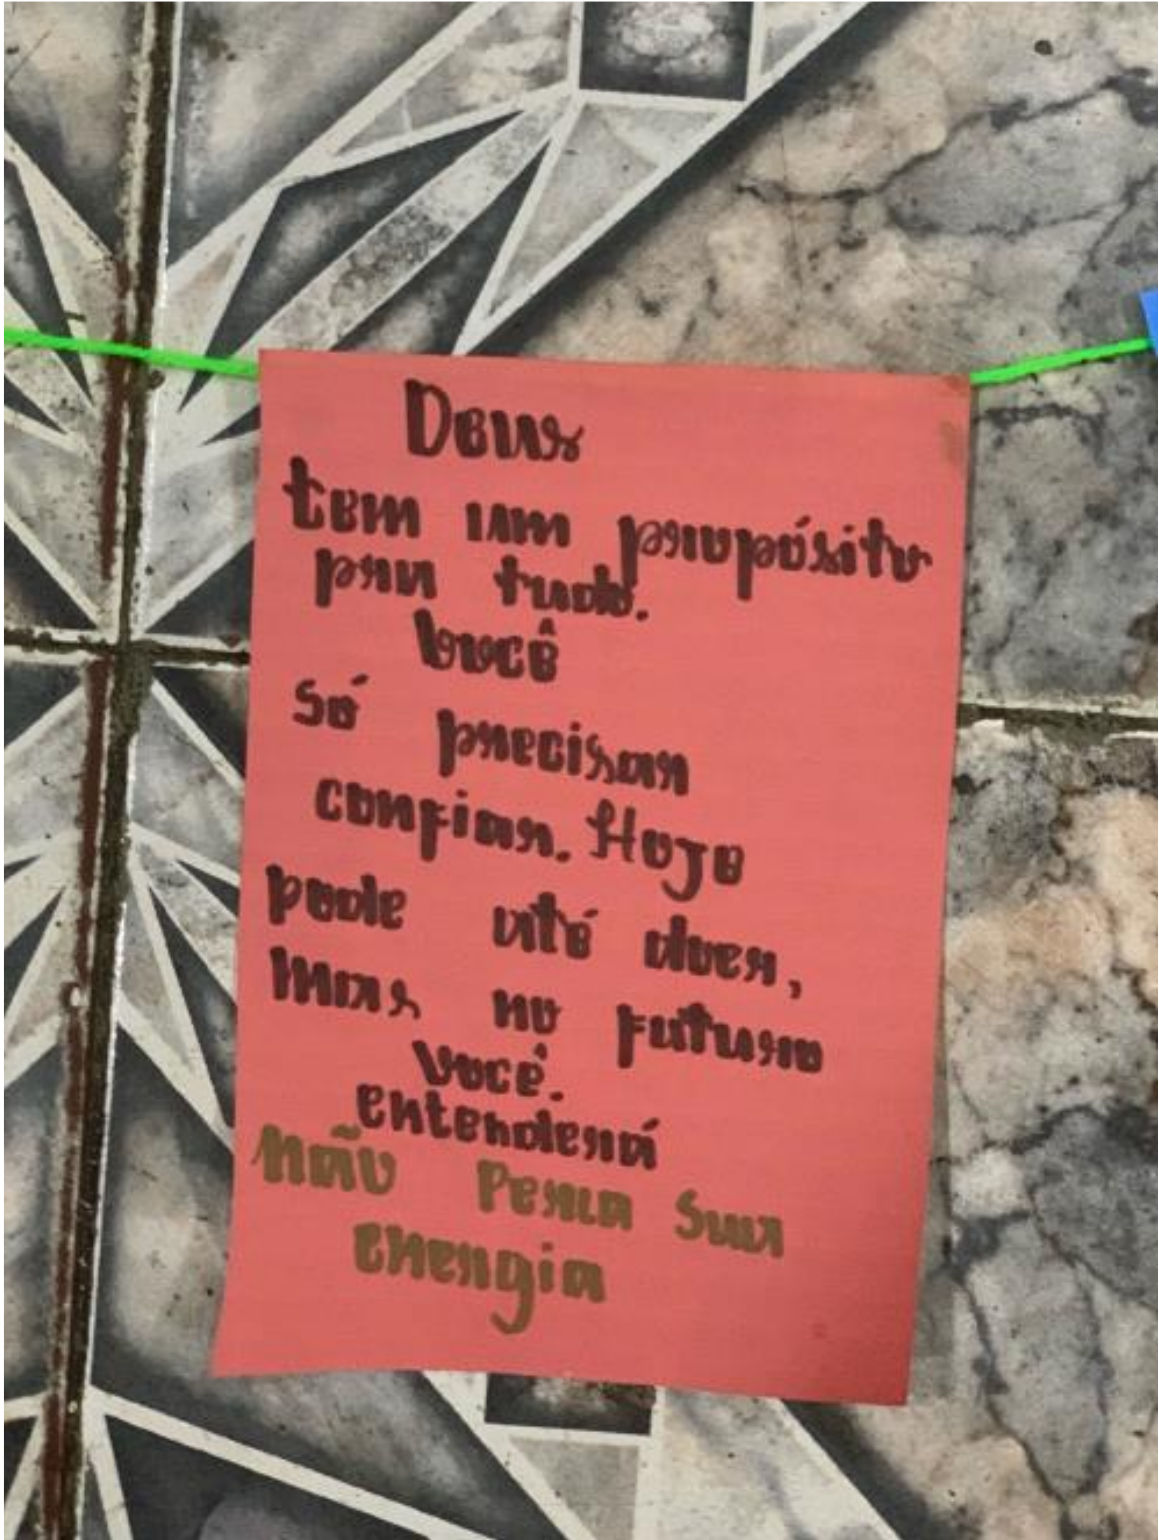 Deus
tem um propósito
pra tudo.
Você
só precisar
confiar. Hoje
pode até doer,
mas no futuro
você.
entenderá
não Perca Sua
energia